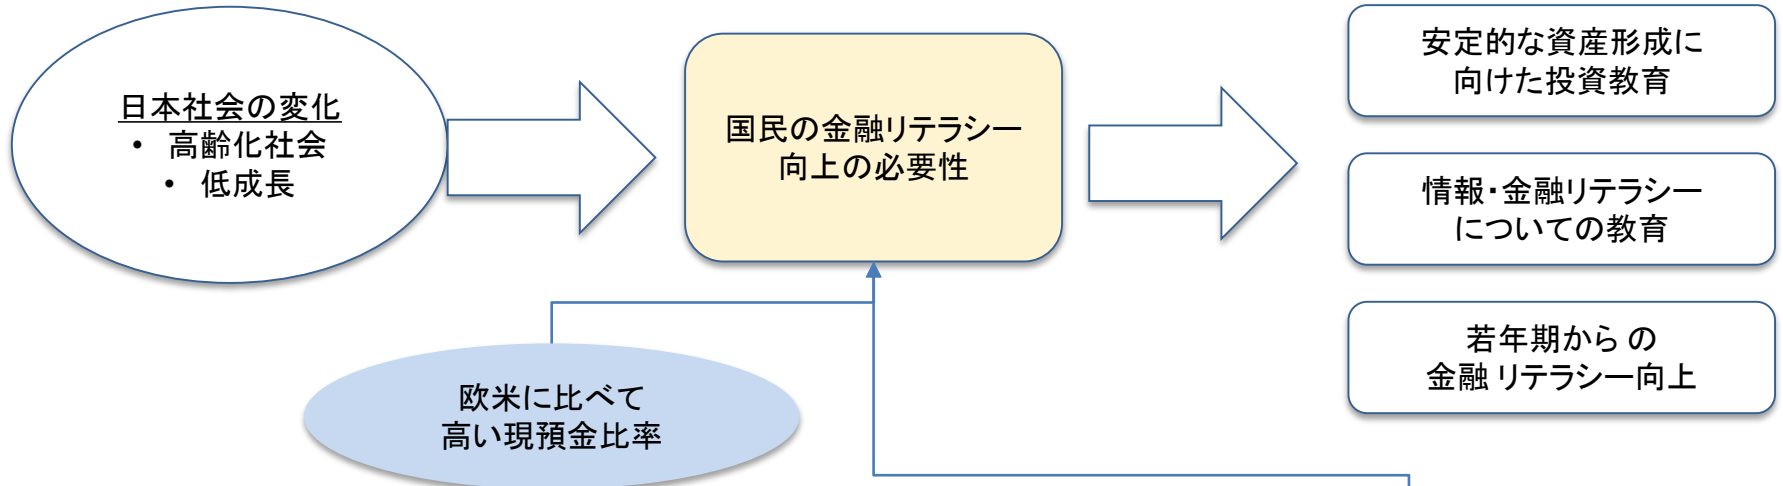 日本社会の変化
• 高齢化社会
• 低成長
国民の金融リテラシー
向上の必要性
安定的な資産形成に
向けた投資教育
情報・金融リテラシー
についての教育
若年期から の
金融 リテラシー向上
欧米に比べて
高い現預金比率